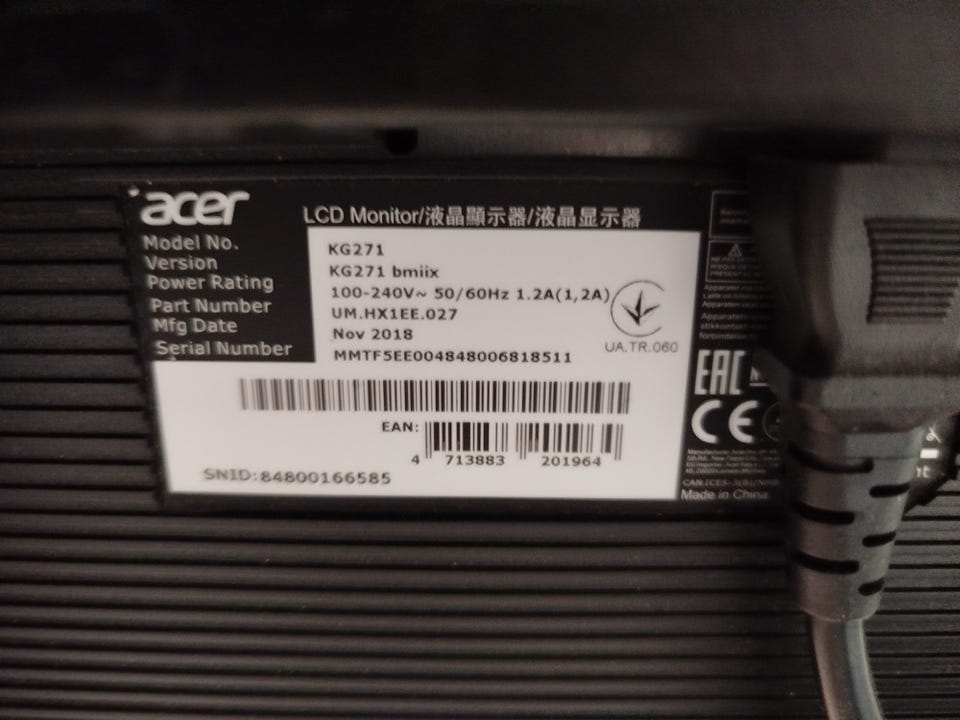 acer
LCD Monitor/液晶顯示器/液晶显示器
Model No. KG271
Version KG271 bmiix
Power Rating 100-240V~ 50/60Hz 1.2A(1,2A)
Part Number UM.HX1EE.027
Mfg Date Nov 2018
Serial Number MMTF5EE004848006818511
UA.TR.060
EAN:
4 713883 201964
SNID:84800166585
EAC
CE
Made in China